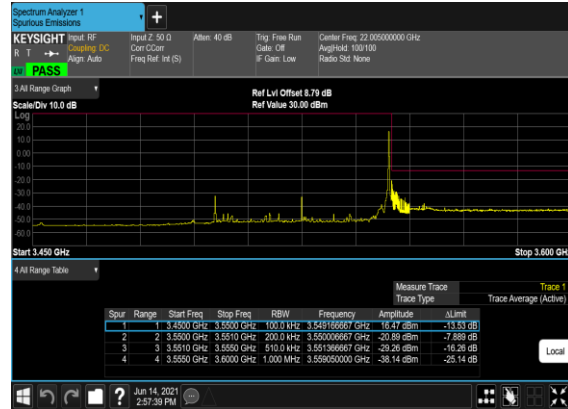 Spectrum Analyzer 1
Spurious Emissions
KEYSIGHT Input: RF Input Z: 50 Ω Atten: 40 dB Trig: Free Run Center Freq: 22.005000000 GHz
R T Coupling: DC Corr CCorr Gate: Off Avg|Hold: 100/100
Align: Auto Freq Ref: Int (S) IF Gain: Low Radio Std: None
PASS
3 All Range Graph Ref Lvl Offset 8.79 dB
Scale/Div 10.0 dB Ref Value 30.00 dBm
Log
20.0
10.0
0.00
-10.0
-20.0
-30.0
-40.0
-50.0
-60.0
Start 3.450 GHz Stop 3.600 GHz
4 All Range Table
Measure Trace Trace 1
Trace Type Trace Average (Active)
Spur Range Start Freq Stop Freq RBW Frequency Amplitude ΔLimit
1 1 3.4500 GHz 3.5500 GHz 100.0 kHz 3.549166667 GHz 16.47 dBm -13.53 dB
2 2 3.5500 GHz 3.5510 GHz 200.0 kHz 3.550006667 GHz -20.89 dBm -7.889 dB
3 3 3.5510 GHz 3.5550 GHz 510.0 kHz 3.551366667 GHz -29.26 dBm -16.26 dB
4 4 3.5550 GHz 3.6000 GHz 1.000 MHz 3.559050000 GHz -38.14 dBm -25.14 dB
Local
?
Jun 14, 2021
2:57:39 PM